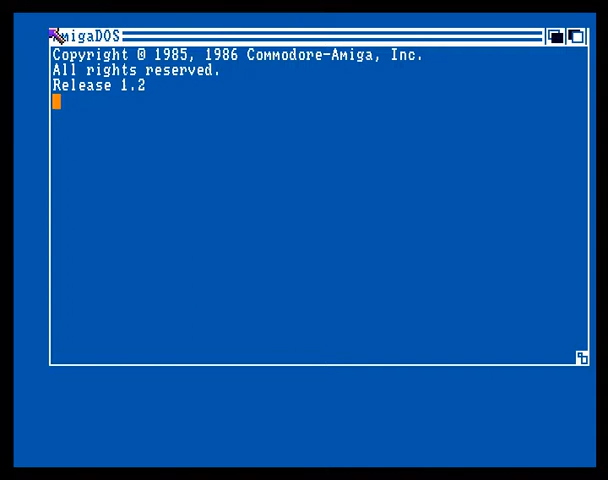 AmigaDOS
Copyright © 1985, 1986 Commodore-Amiga, Inc.
All rights reserved.
Release 1.2